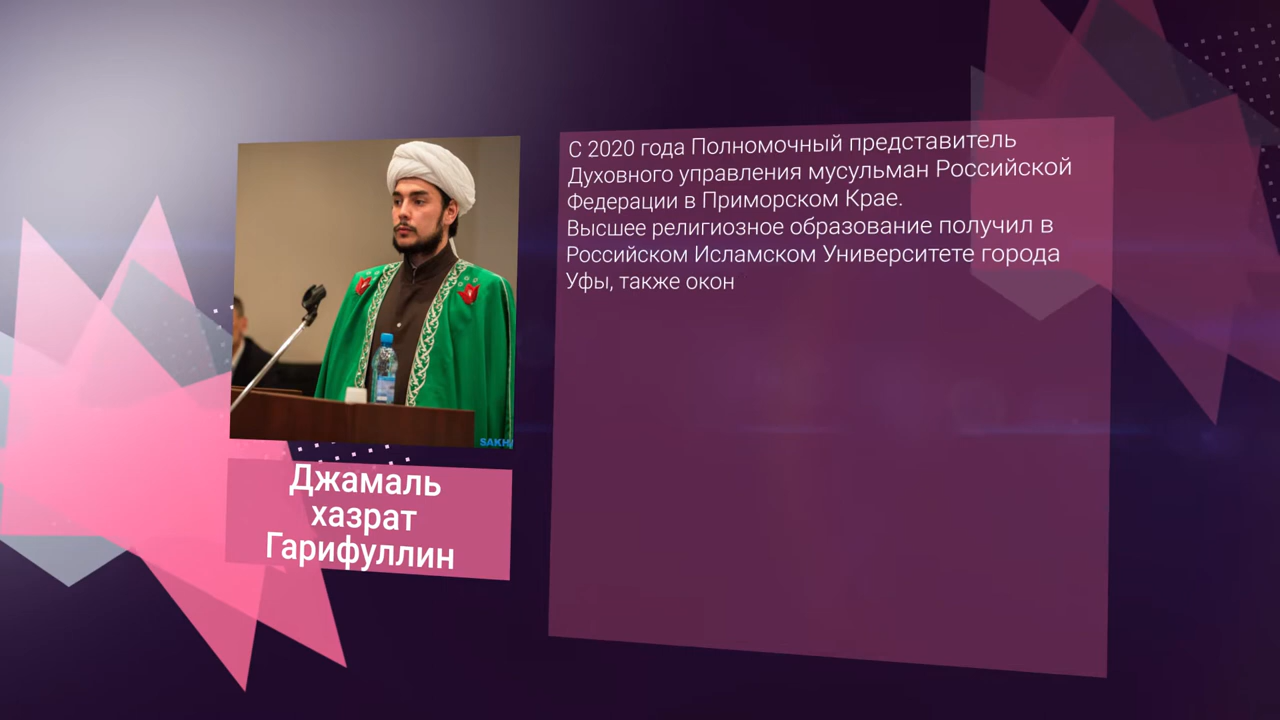 С 2020 года Полномочный представитель
Духовного управления мусульман Российской
Федерации в Приморском Крае.
Высшее религиозное образование получил в
Российском Исламском Университете города
Уфы, также окон
SAKH
Джамаль
хазрат
Гарифуллин